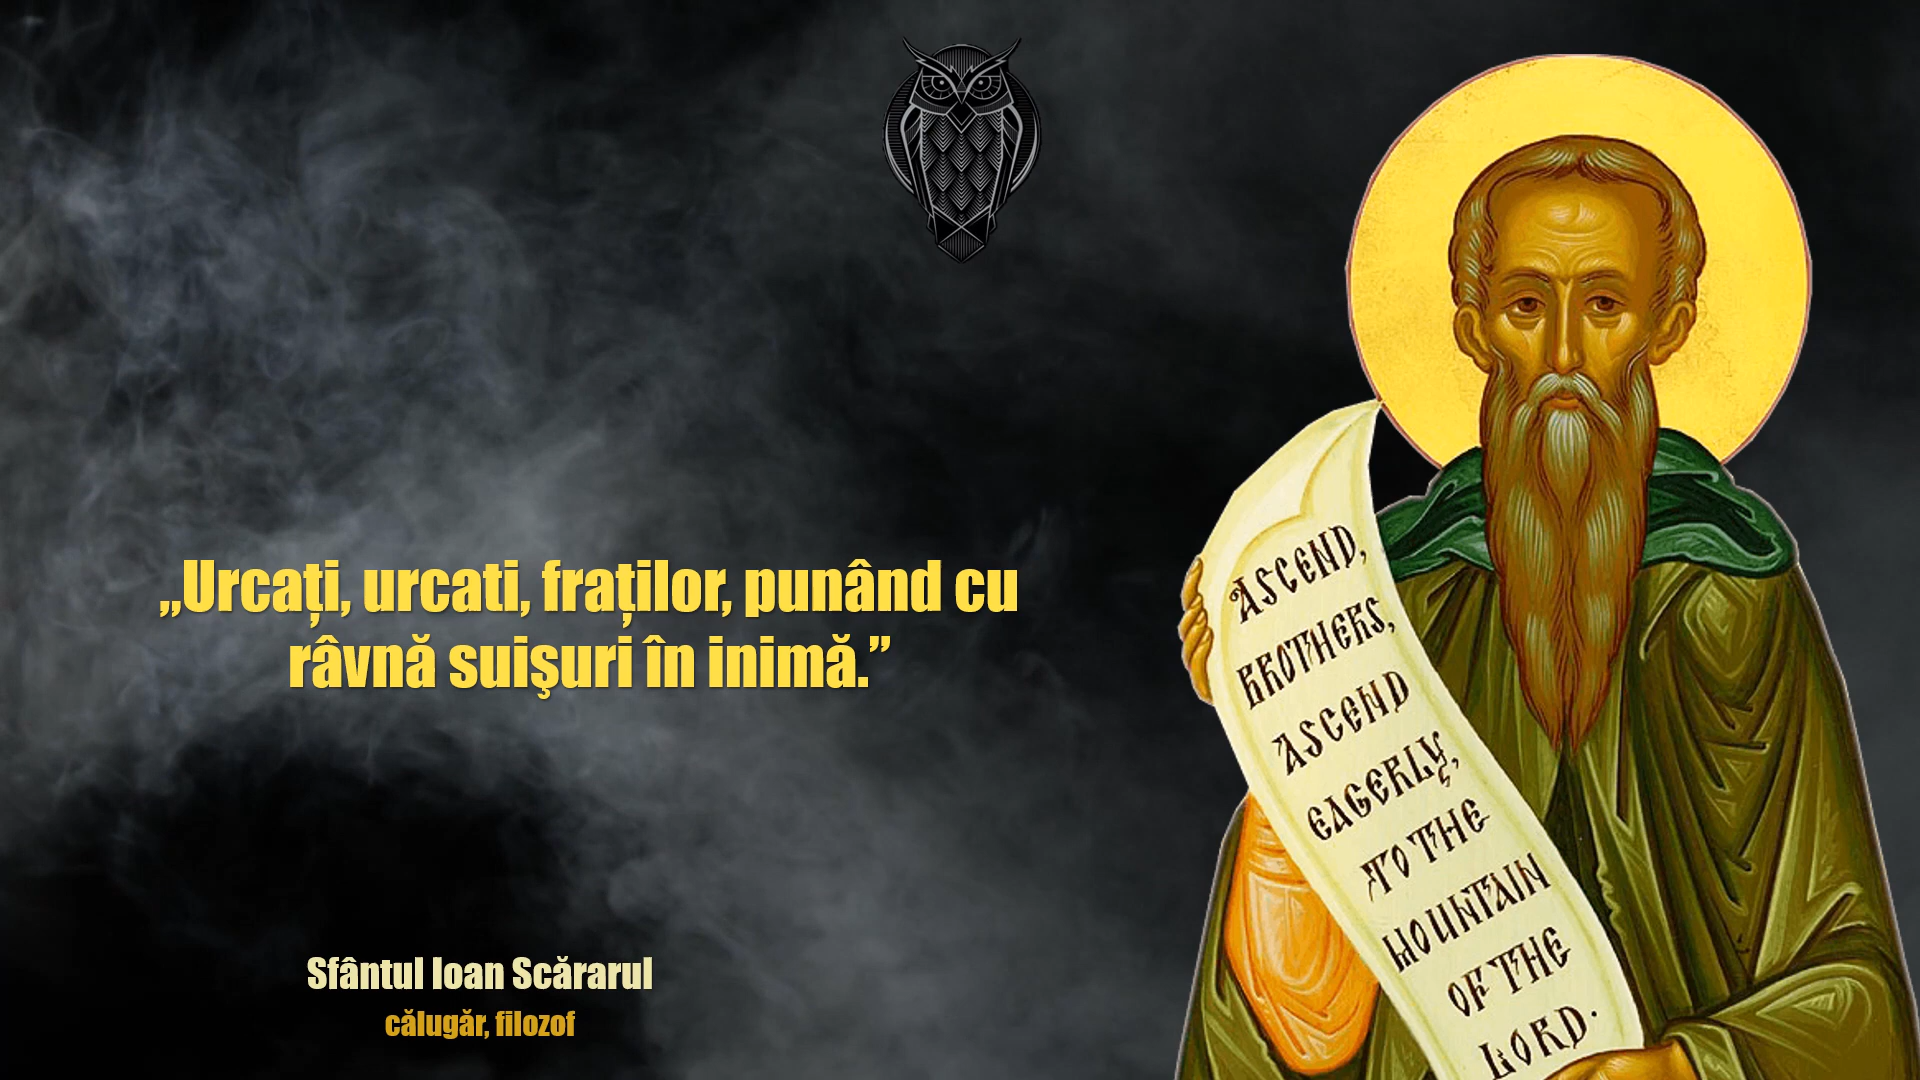 „Urcați, urcati, fraților, punând cu
râvnă suişuri în inimă.”
Sfântul Ioan Scărarul
călugăr, filozof
ASCEND,
BROTHERS,
ASCEND
EAGERLY,
TO THE
MOUNTAIN
OF THE
LORD.